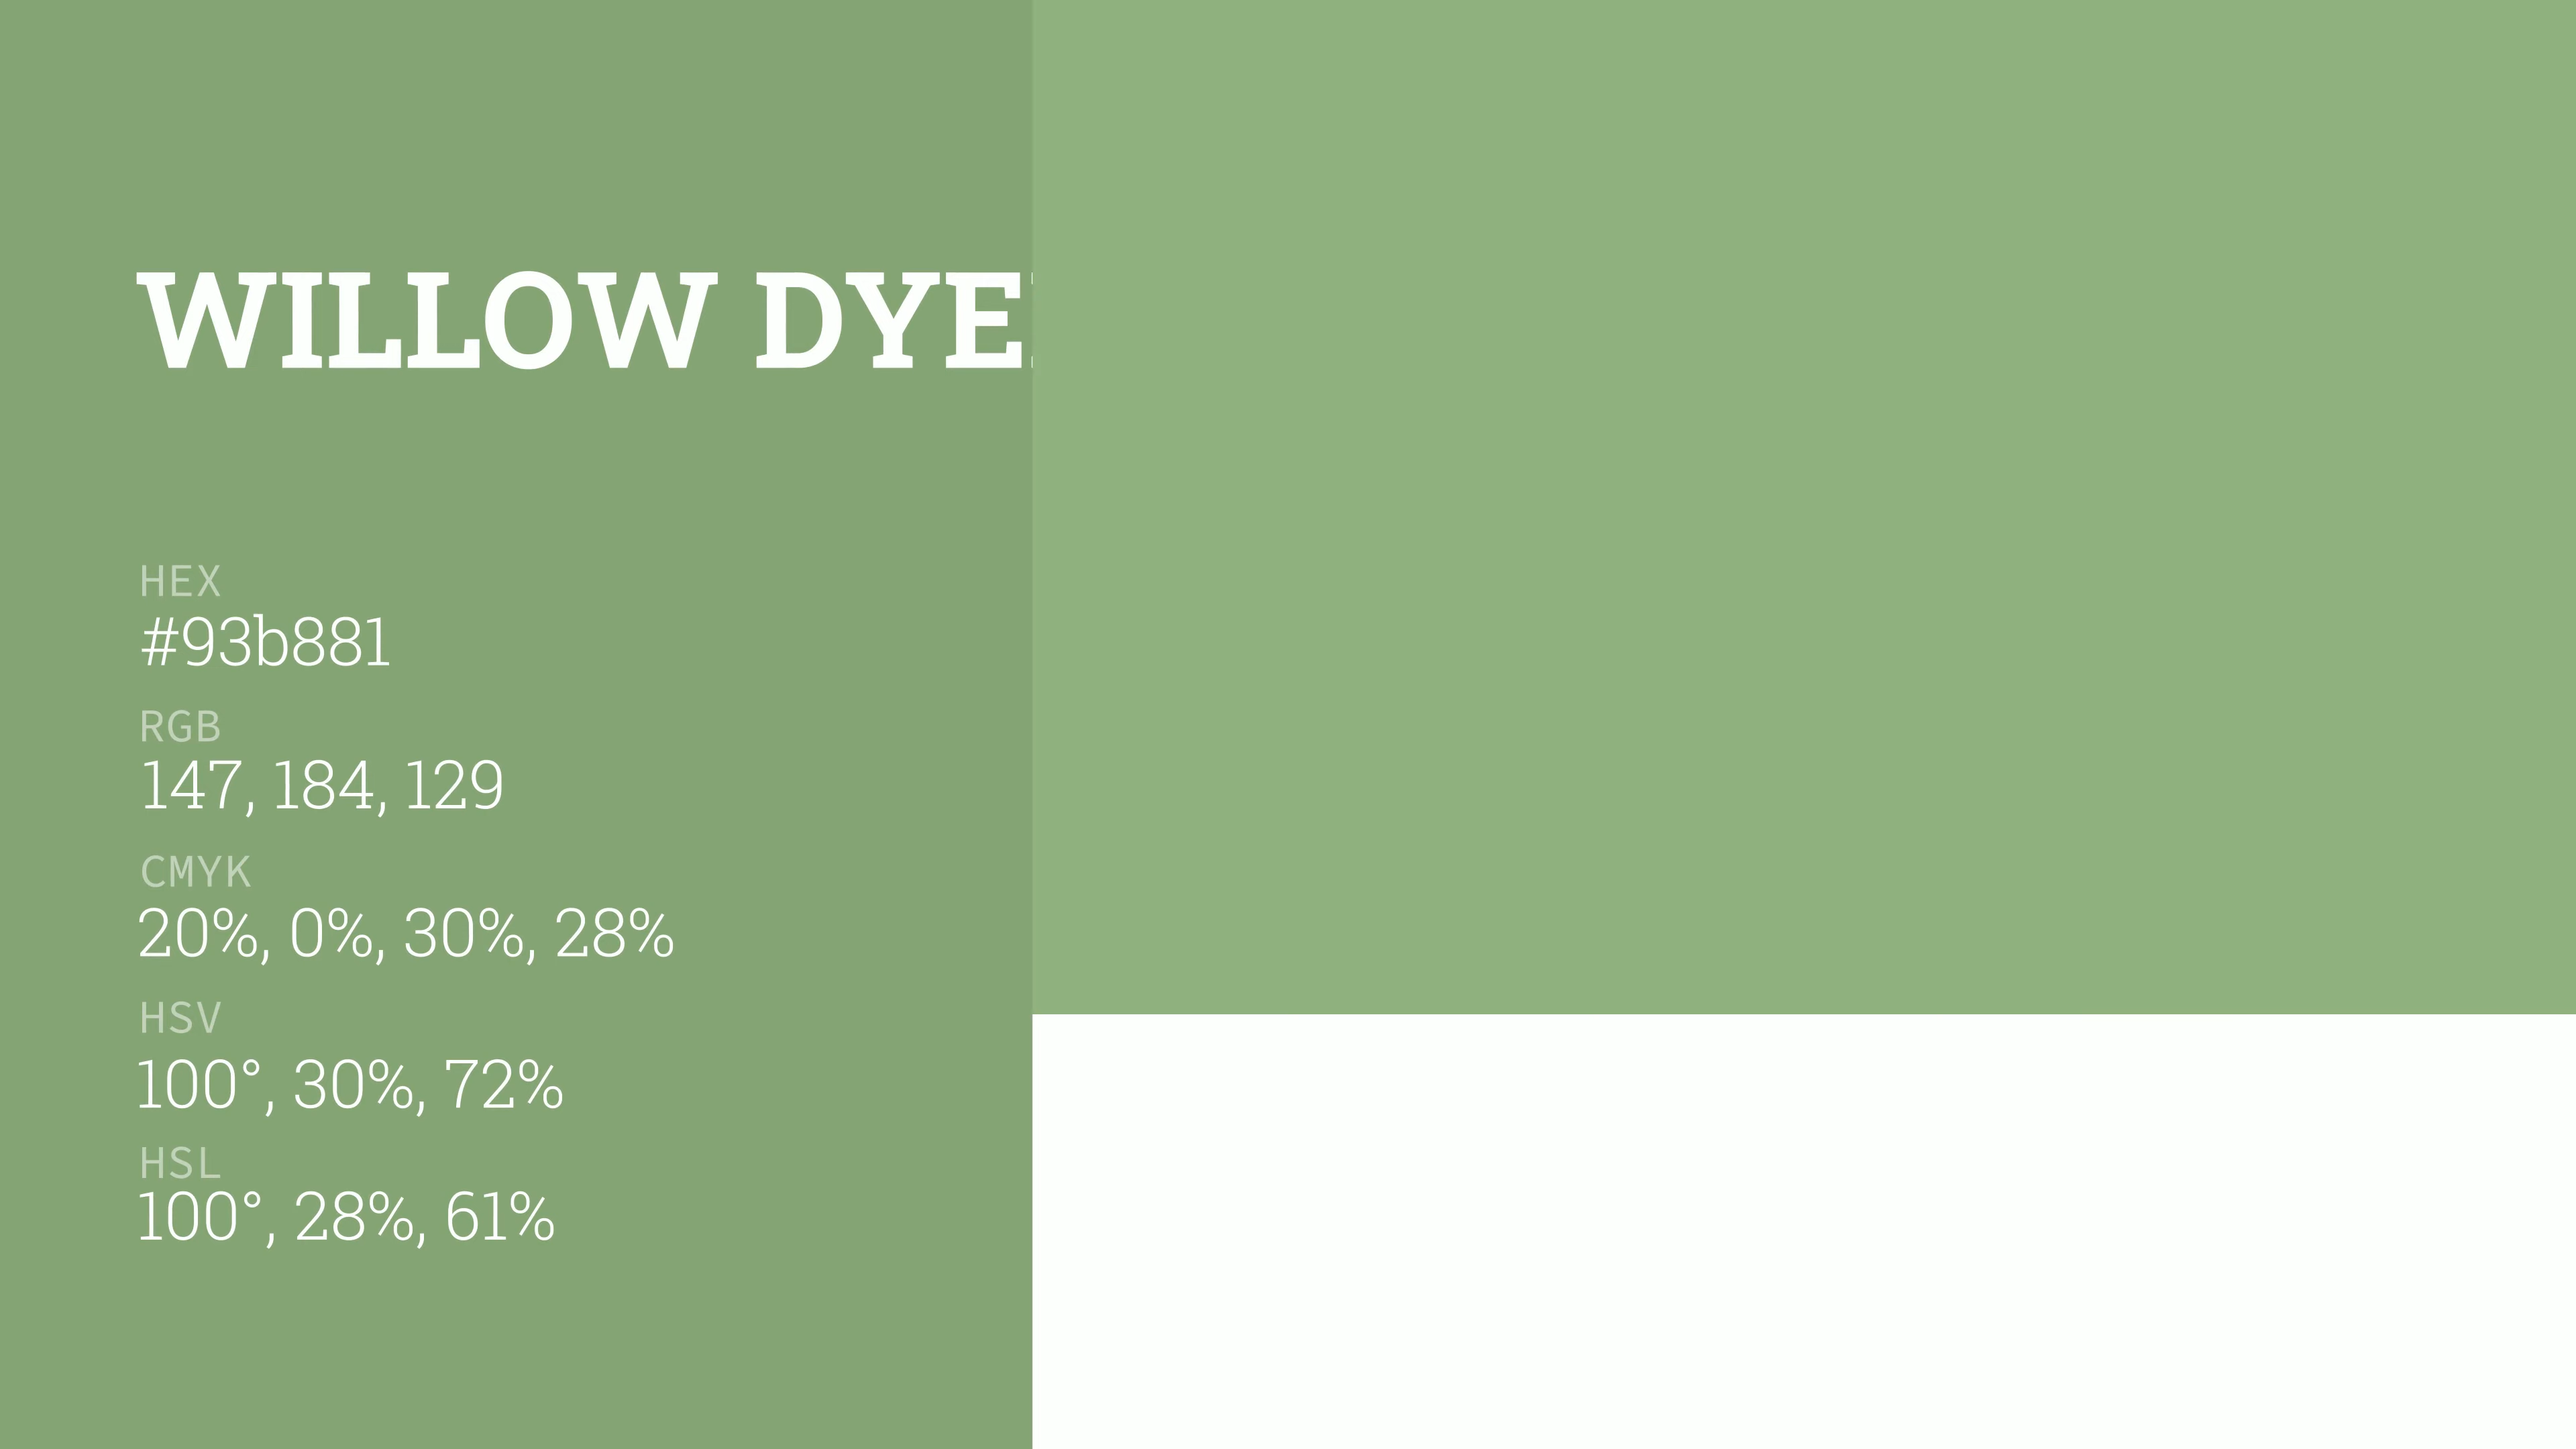 WILLOW DYE
HEX
#93b881
RGB
147, 184, 129
CMYK
20%, 0%, 30%, 28%
HSV
100°, 30%, 72%
HSL
100°, 28%, 61%